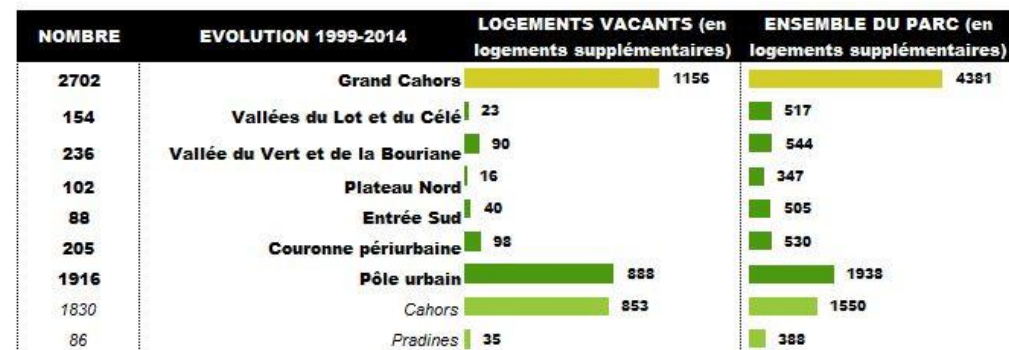 NOMBRE EVOLUTION 1999-2014 LOGEMENTS VACANTS (en logements supplémentaires) ENSEMBLE DU PARC (en logements supplémentaires)
2702 Grand Cahors 1156 4381
154 Vallées du Lot et du Célé 23 517
236 Vallée du Vert et de la Bouriane 90 544
102 Plateau Nord 16 347
88 Entrée Sud 40 505
205 Couronne périurbaine 98 530
1916 Pôle urbain 888 1938
1830 Cahors 853 1550
86 Pradines 35 388